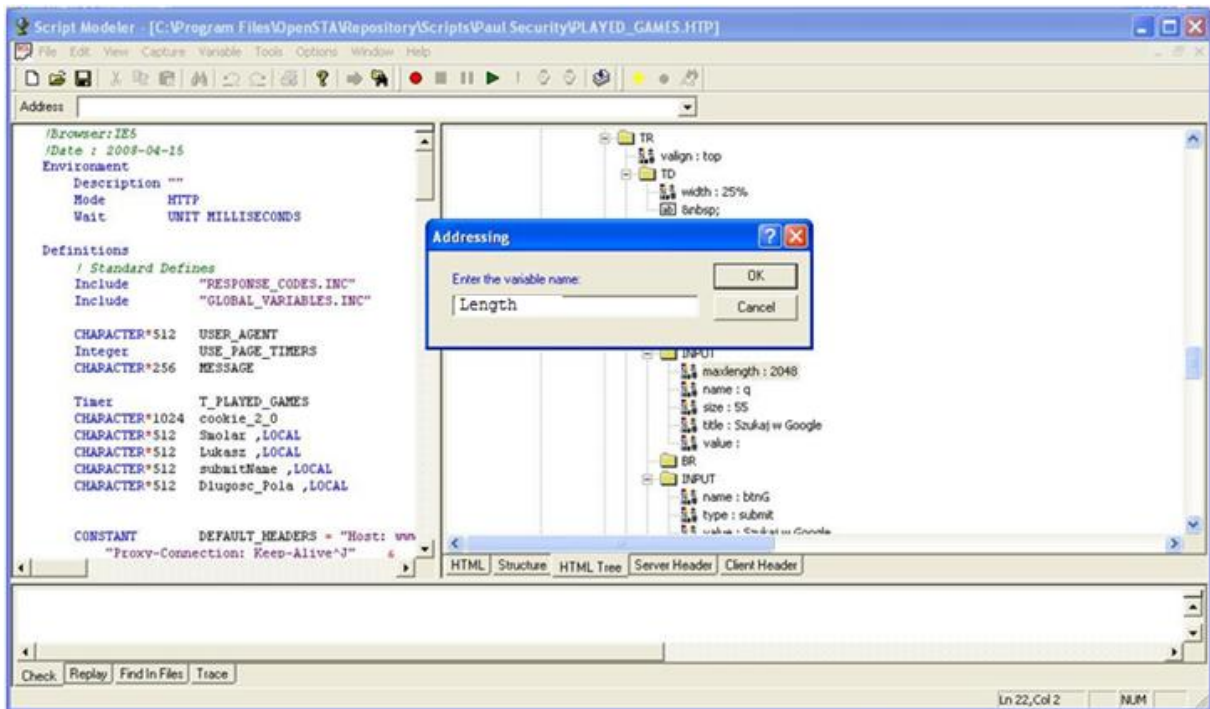 Script Modeler - [C:\Program Files\OpenSTA\Repository\Scripts\Paul Security\PLAYED_GAMES.HTP]
File Edit View Capture Variable Tools Options Window Help
Address
!Browser:IE5
!Date : 2008-04-15
Environment
Description ""
Mode HTTP
Wait UNIT MILLISECONDS
Definitions
! Standard Defines
Include "RESPONSE_CODES.INC"
Include "GLOBAL_VARIABLES.INC"
CHARACTER*512 USER_AGENT
Integer USE_PAGE_TIMERS
CHARACTER*256 MESSAGE
Timer T_PLAYED_GAMES
CHARACTER*1024 cookie_2_0
CHARACTER*512 Smolar ,LOCAL
CHARACTER*512 Lukasz ,LOCAL
CHARACTER*512 submitName ,LOCAL
CHARACTER*512 Dlugosc_Pola ,LOCAL
CONSTANT DEFAULT_HEADERS = "Host: www
"Proxy-Connection: Keep-Alive^J" &
TR
valign : top
TD
width : 25%
&nbsp;
Addressing
Enter the variable name:
Length
OK
Cancel
INPUT
maxlength : 2048
name : q
size : 55
title : Szukaj w Google
value :
BR
INPUT
name : btnG
type : submit
value : Szukaj w Google
HTML Structure HTML Tree Server Header Client Header
Check Replay Find In Files Trace
Ln 22,Col 2 NUM